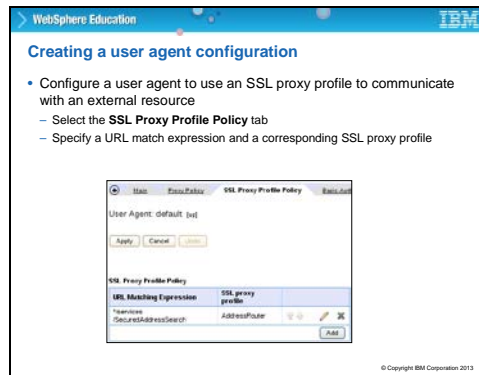 WebSphere Education
IBM
Creating a user agent configuration
• Configure a user agent to use an SSL proxy profile to communicate
with an external resource
– Select the SSL Proxy Profile Policy tab
– Specify a URL match expression and a corresponding SSL proxy profile
Main Proxy Policy SSL Proxy Profile Policy Basic-Auth
User Agent: default [up]
Apply Cancel Undo
SSL Proxy Profile Policy
URL Matching Expression
SSL proxy
profile
*services
/SecuredAddressSearch
AddressRouter
Add
© Copyright IBM Corporation 2013